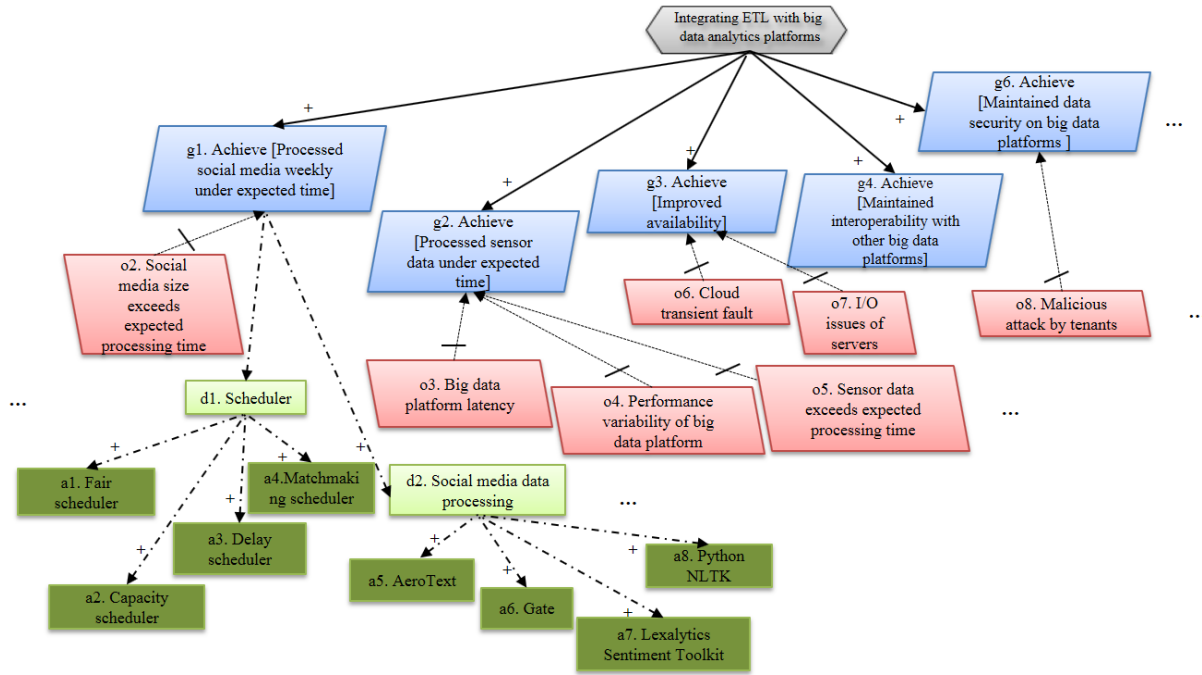 Integrating ETL with big
data analytics platforms
+
+
+
+
+
g6. Achieve
[Maintained data
security on big data
platforms ]
...
g1. Achieve [Processed
social media weekly
under expected time]
g3. Achieve
[Improved
availability]
g4. Achieve
[Maintained
interoperability with
other big data
platforms]
g2. Achieve
[Processed sensor
data under expected
time]
o2. Social
media size
exceeds
expected
processing time
o6. Cloud
transient fault
o7. I/O
issues of
servers
o8. Malicious
attack by tenants
...
o3. Big data
platform latency
o4. Performance
variability of big
data platform
o5. Sensor data
exceeds expected
processing time
...
...
d1. Scheduler
+
+
+
+
+
a1. Fair
scheduler
a4.Matchmaki
ng scheduler
a3. Delay
scheduler
a2. Capacity
scheduler
d2. Social media data
processing
...
+
+
+
+
a5. AeroText
a6. Gate
a8. Python
NLTK
a7. Lexalytics
Sentiment Toolkit